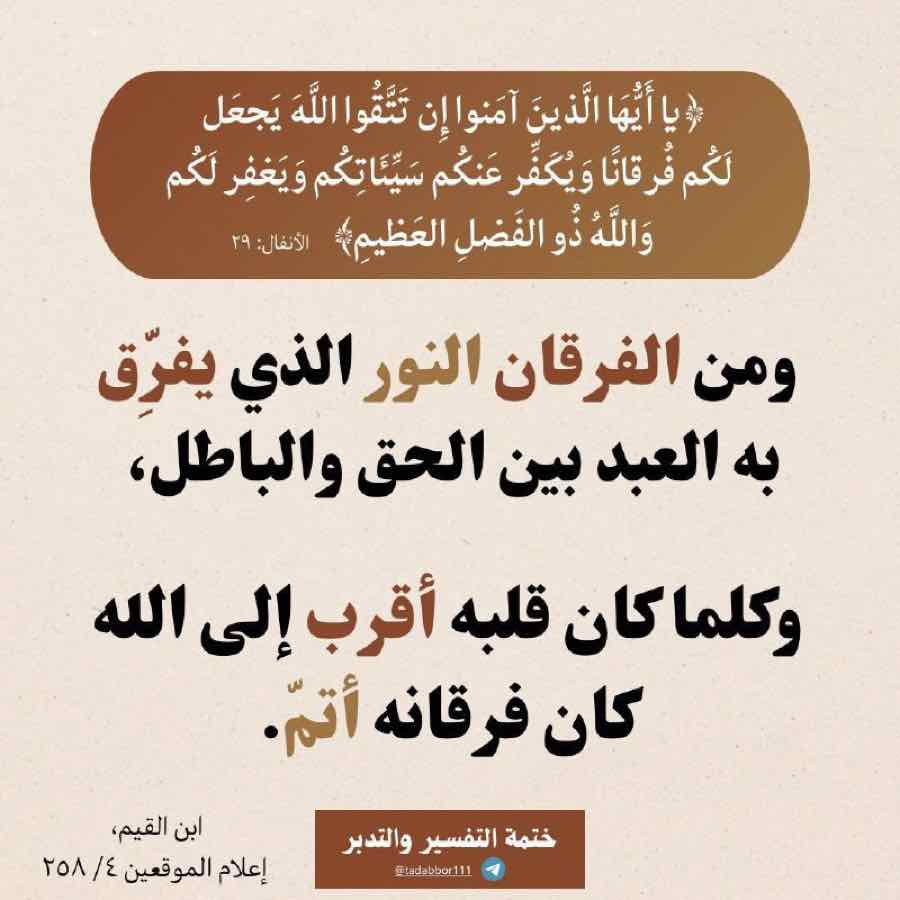 ﴿يا أَيُّهَا الَّذينَ آمَنوا إِن تَتَّقُوا اللَّهَ يَجعَل
لَكُم فُرقانًا وَيُكَفِّر عَنكُم سَيِّئَاتِكُم وَيَغفِر لَكُم
وَاللَّهُ ذُو الفَضلِ العَظيمِ﴾ الأنفال: ٢٩
ومن الفرقان النور الذي يفرِّق
به العبد بين الحق والباطل،
وكلما كان قلبه أقرب إلى الله
كان فرقانه أتمّ.
ختمة التفسير والتدبر
@tadabbor111
ابن القيم،
إعلام الموقعين ٤/ ٢٥٨